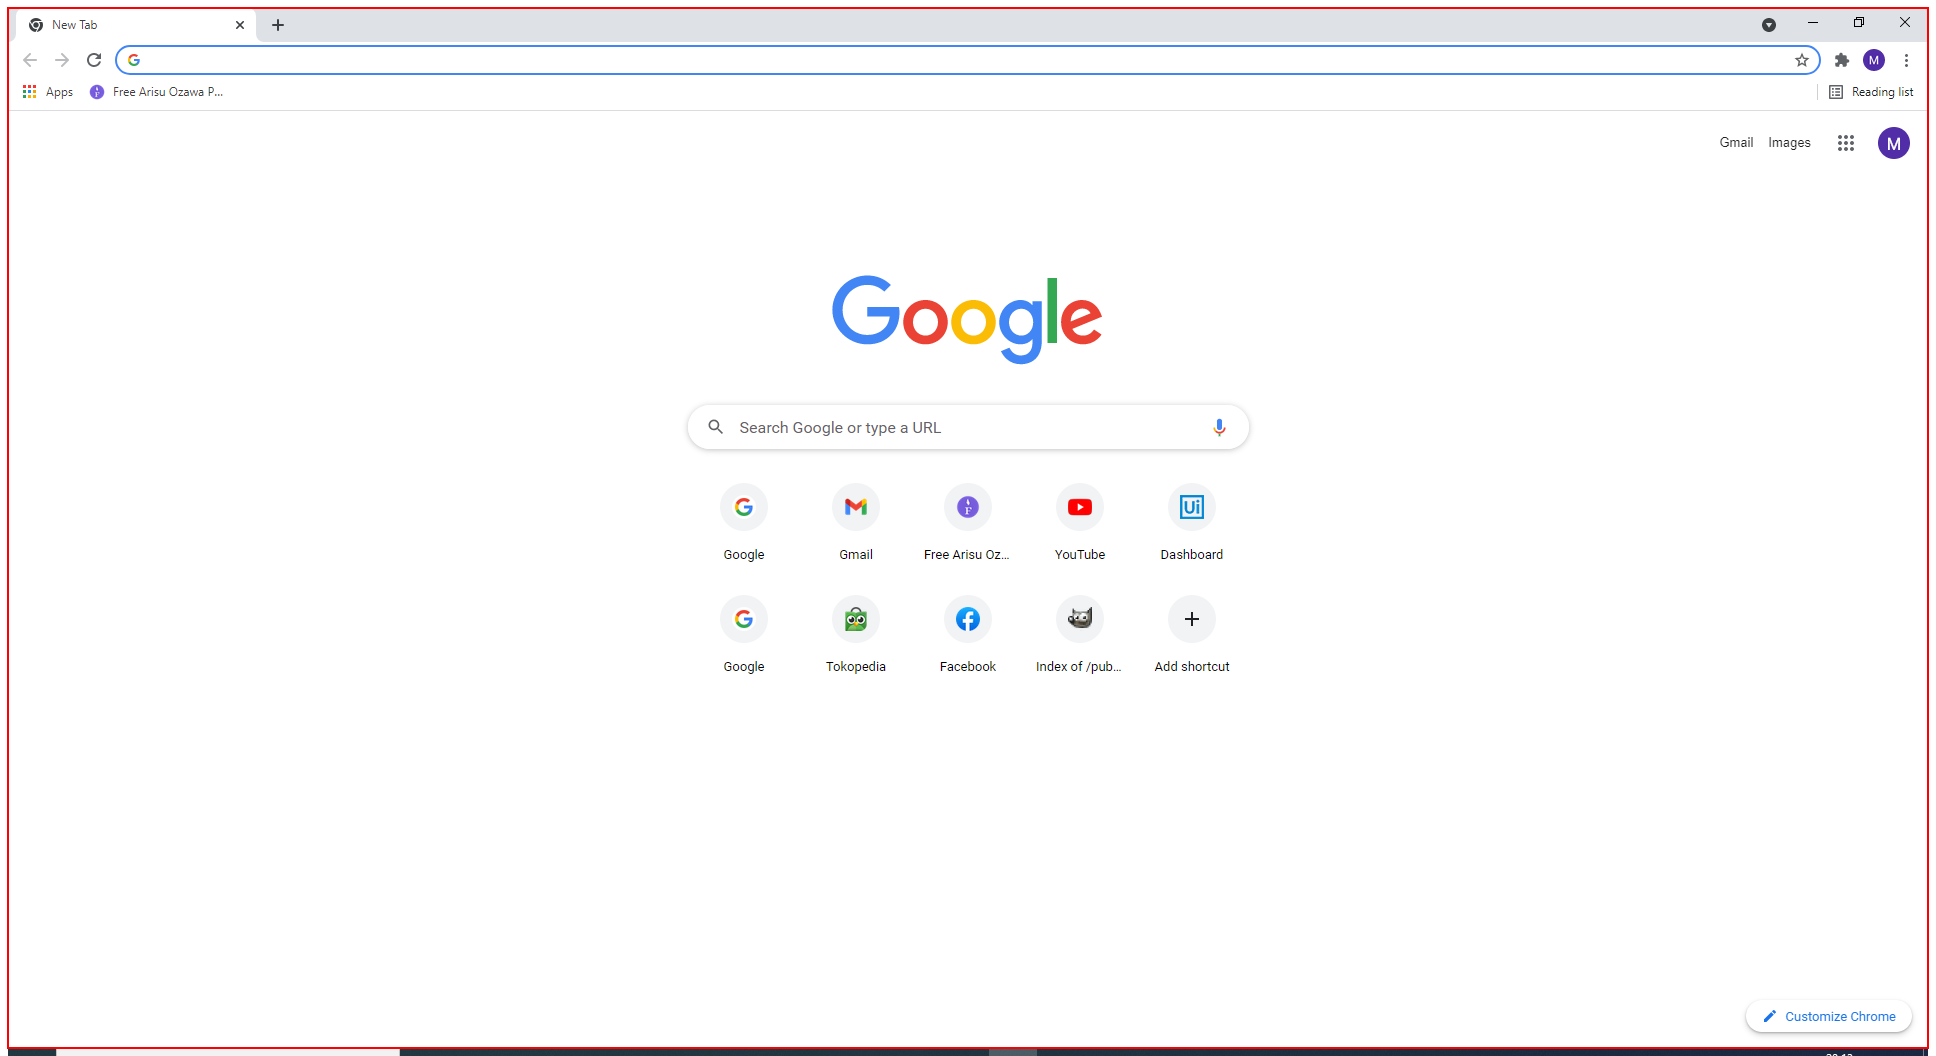 New Tab
Apps
Free Arisu Ozawa P...
Reading list
Gmail
Images
M
M
Google
Search Google or type a URL
Google
Gmail
Free Arisu Oz...
YouTube
Ui
Dashboard
Google
Tokopedia
Facebook
Index of /pub...
Add shortcut
Customize Chrome